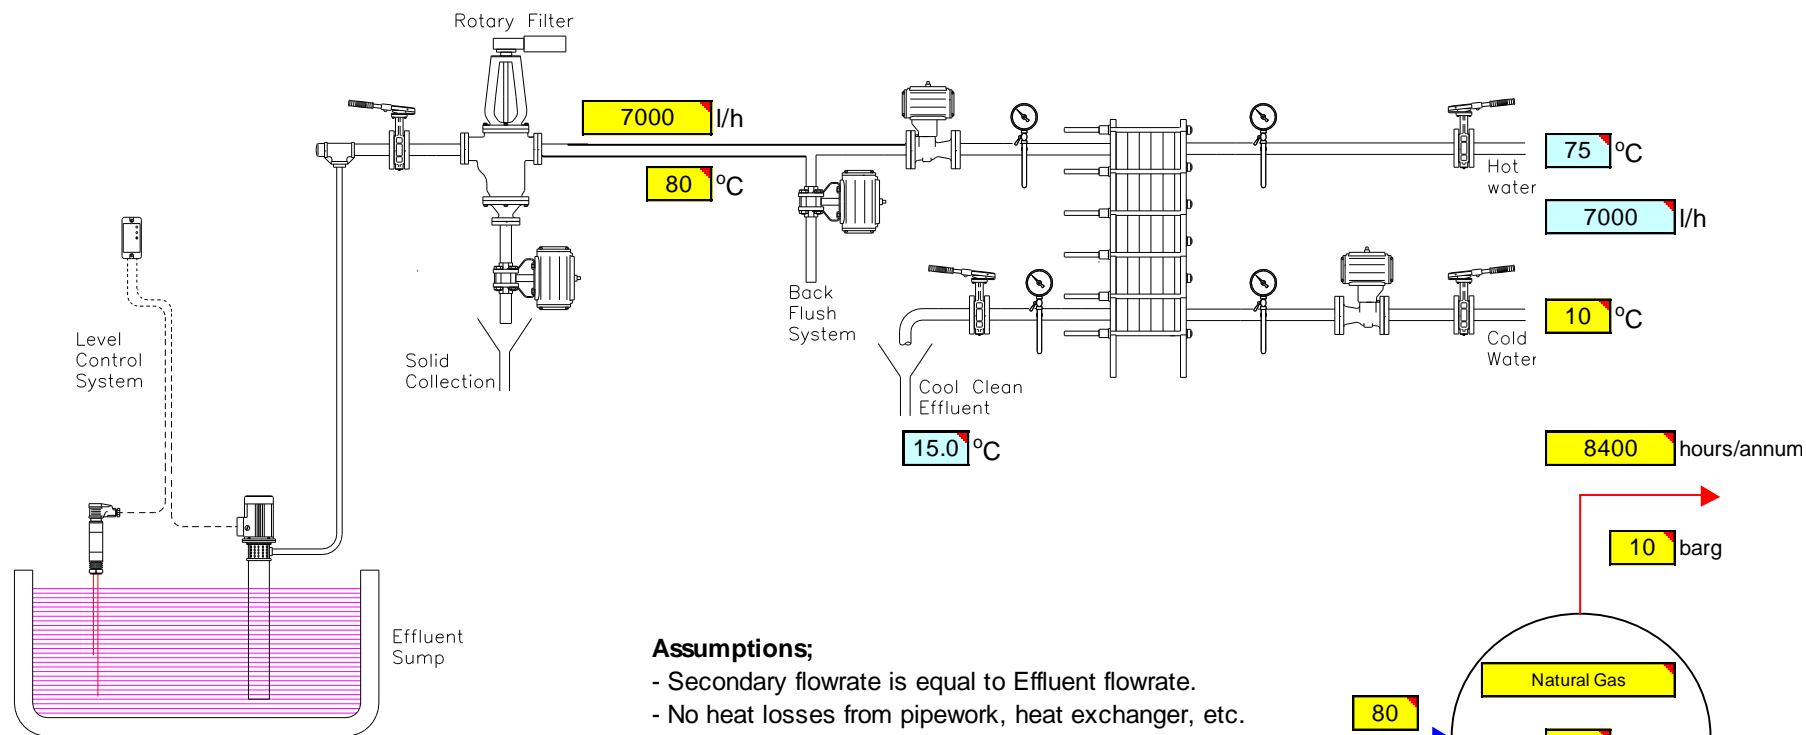 Rotary Filter
7000 l/h
80 °C
75 °C
Hot
water
7000 l/h
Back
Flush
System
10 °C
Cold
Water
Level
Control
System
Solid
Collection
Cool Clean
Effluent
15.0 °C
8400 hours/annum
10 barg
Effluent
Sump
Assumptions;
- Secondary flowrate is equal to Effluent flowrate.
- No heat losses from pipework, heat exchanger, etc.
Natural Gas
80